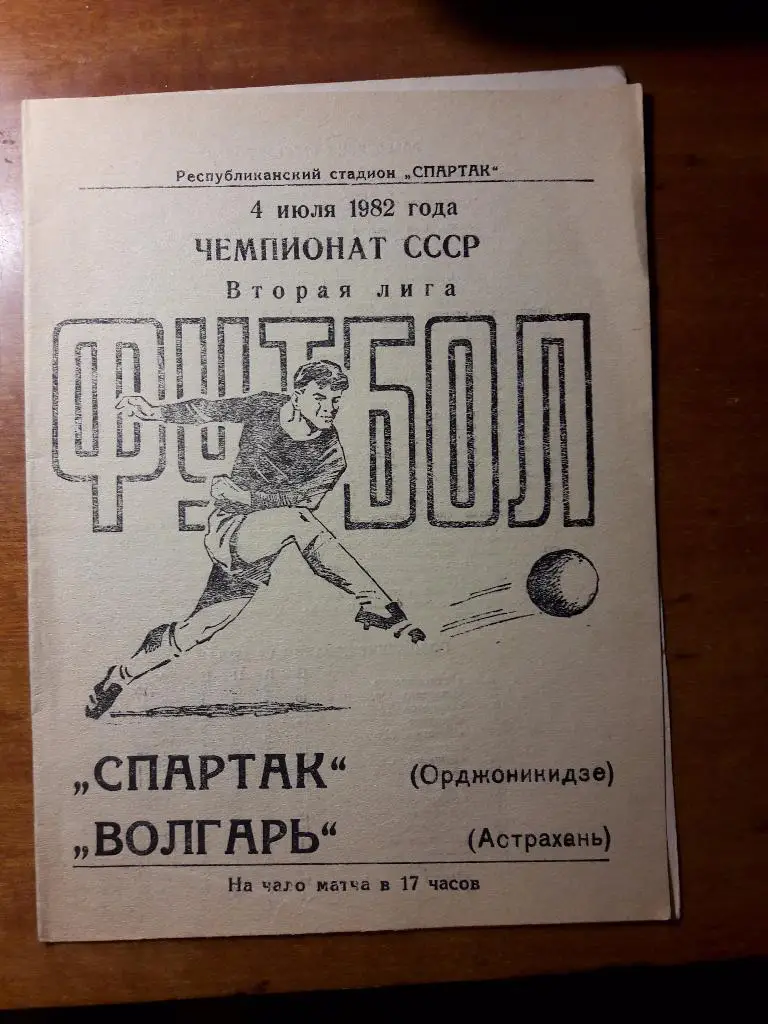 Республиканский стадион „СПАРТАК“
4 июля 1982 года
ЧЕМПИОНАТ СССР
Вторая лига
ФУТБОЛ
„СПАРТАК“ (Орджоникидзе)
„ВОЛГАРЬ“ (Астрахань)
На чало матча в 17 часов